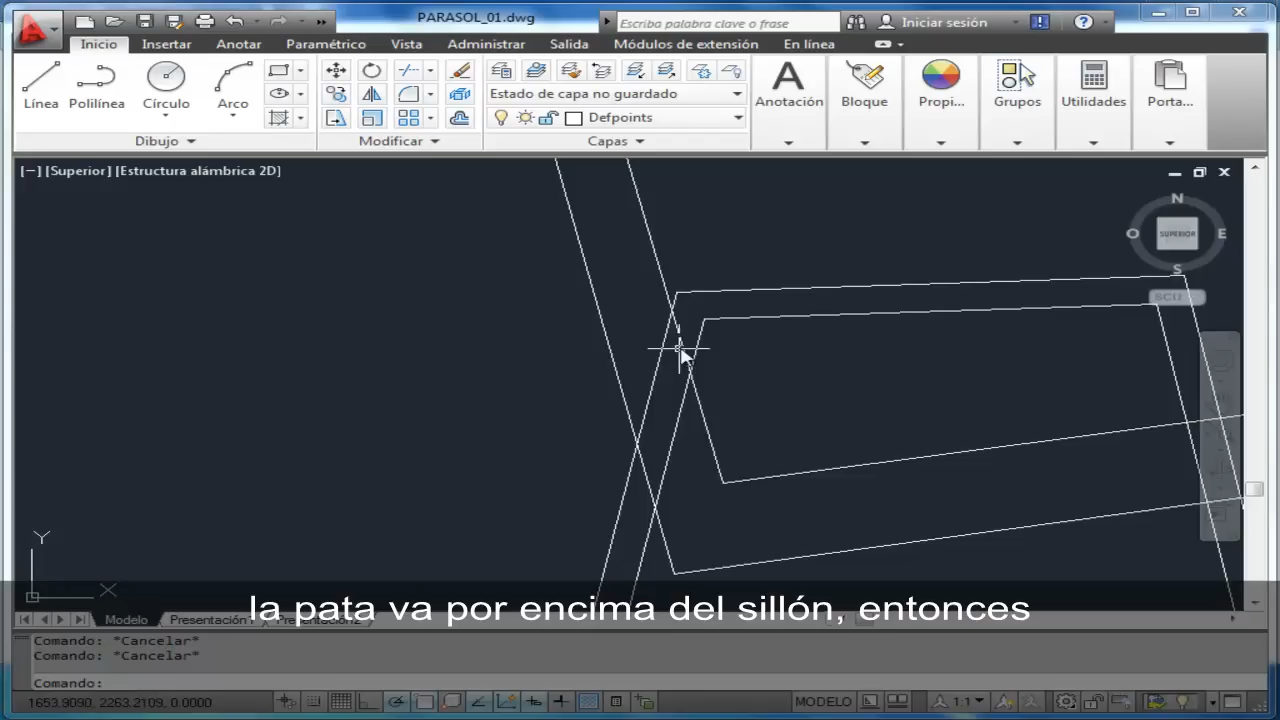 PARASOL_01.dwg
Escriba palabra clave o frase
Iniciar sesión
Inicio Insertar Anotar Paramétrico Vista Administrar Salida Módulos de extensión En línea
Línea Polilínea Círculo Arco
Estado de capa no guardado
Defpoints
Anotación Bloque Propi... Grupos Utilidades Porta...
Dibujo Modificar Capas
[−] [Superior] [Estructura alámbrica 2D]
N
O SUPERIOR E
S
SCU
Y
X
la pata va por encima del sillón, entonces
Modelo Presentación1 Presentación2
Comando: *Cancelar*
Comando: *Cancelar*
Comando:
1653.9090, 2263.2109, 0.0000
MODELO 1:1